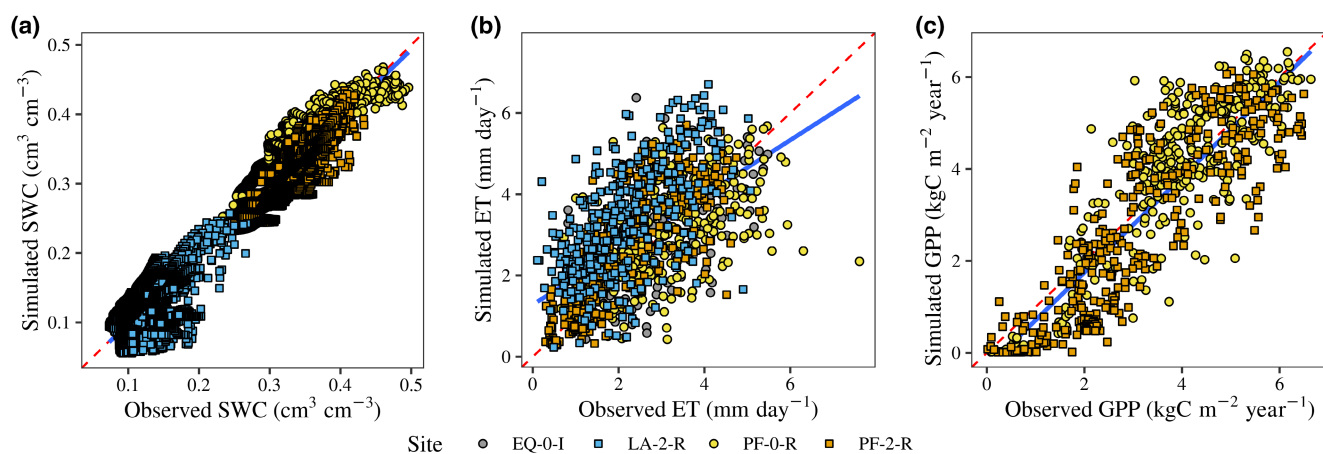 (a)
0.5
0.4
0.3
0.2
0.1
Simulated SWC (cm³ cm⁻³)
0.1 0.2 0.3 0.4 0.5
Observed SWC (cm³ cm⁻³)
(b)
6
4
2
0
Simulated ET (mm day⁻¹)
0 2 4 6
Observed ET (mm day⁻¹)
(c)
6
4
2
0
Simulated GPP (kgC m⁻² year⁻¹)
0 2 4 6
Observed GPP (kgC m⁻² year⁻¹)
Site EQ-0-I LA-2-R PF-0-R PF-2-R